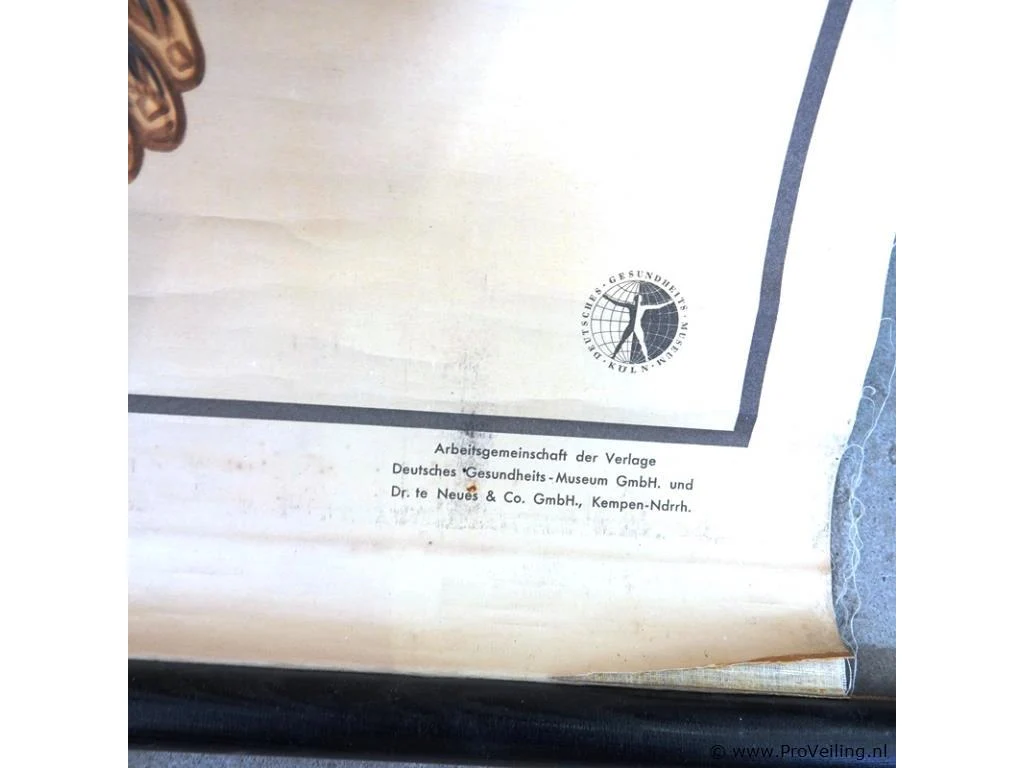 DEUTSCHES · GESUNDHEITS · MUSEUM · KÖLN ·
Arbeitsgemeinschaft der Verlage
Deutsches Gesundheits-Museum GmbH. und
Dr. te Neues & Co. GmbH., Kempen-Ndrrh.
© www.ProVeiling.nl